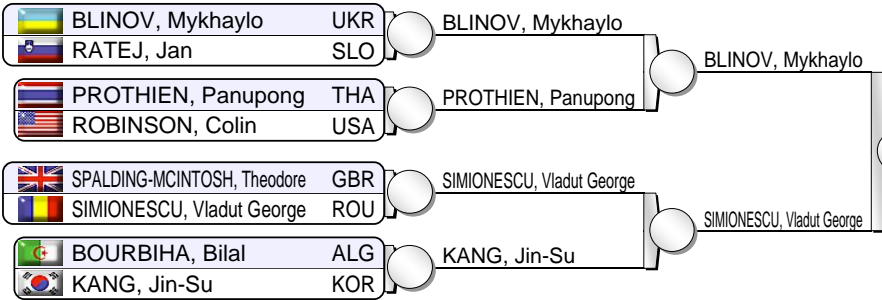 BLINOV, Mykhaylo UKR
RATEJ, Jan SLO
PROTHIEN, Panupong THA
ROBINSON, Colin USA
SPALDING-MCINTOSH, Theodore GBR
SIMIONESCU, Vladut George ROU
BOURBIHA, Bilal ALG
KANG, Jin-Su KOR
BLINOV, Mykhaylo
PROTHIEN, Panupong
SIMIONESCU, Vladut George
KANG, Jin-Su
BLINOV, Mykhaylo
SIMIONESCU, Vladut George